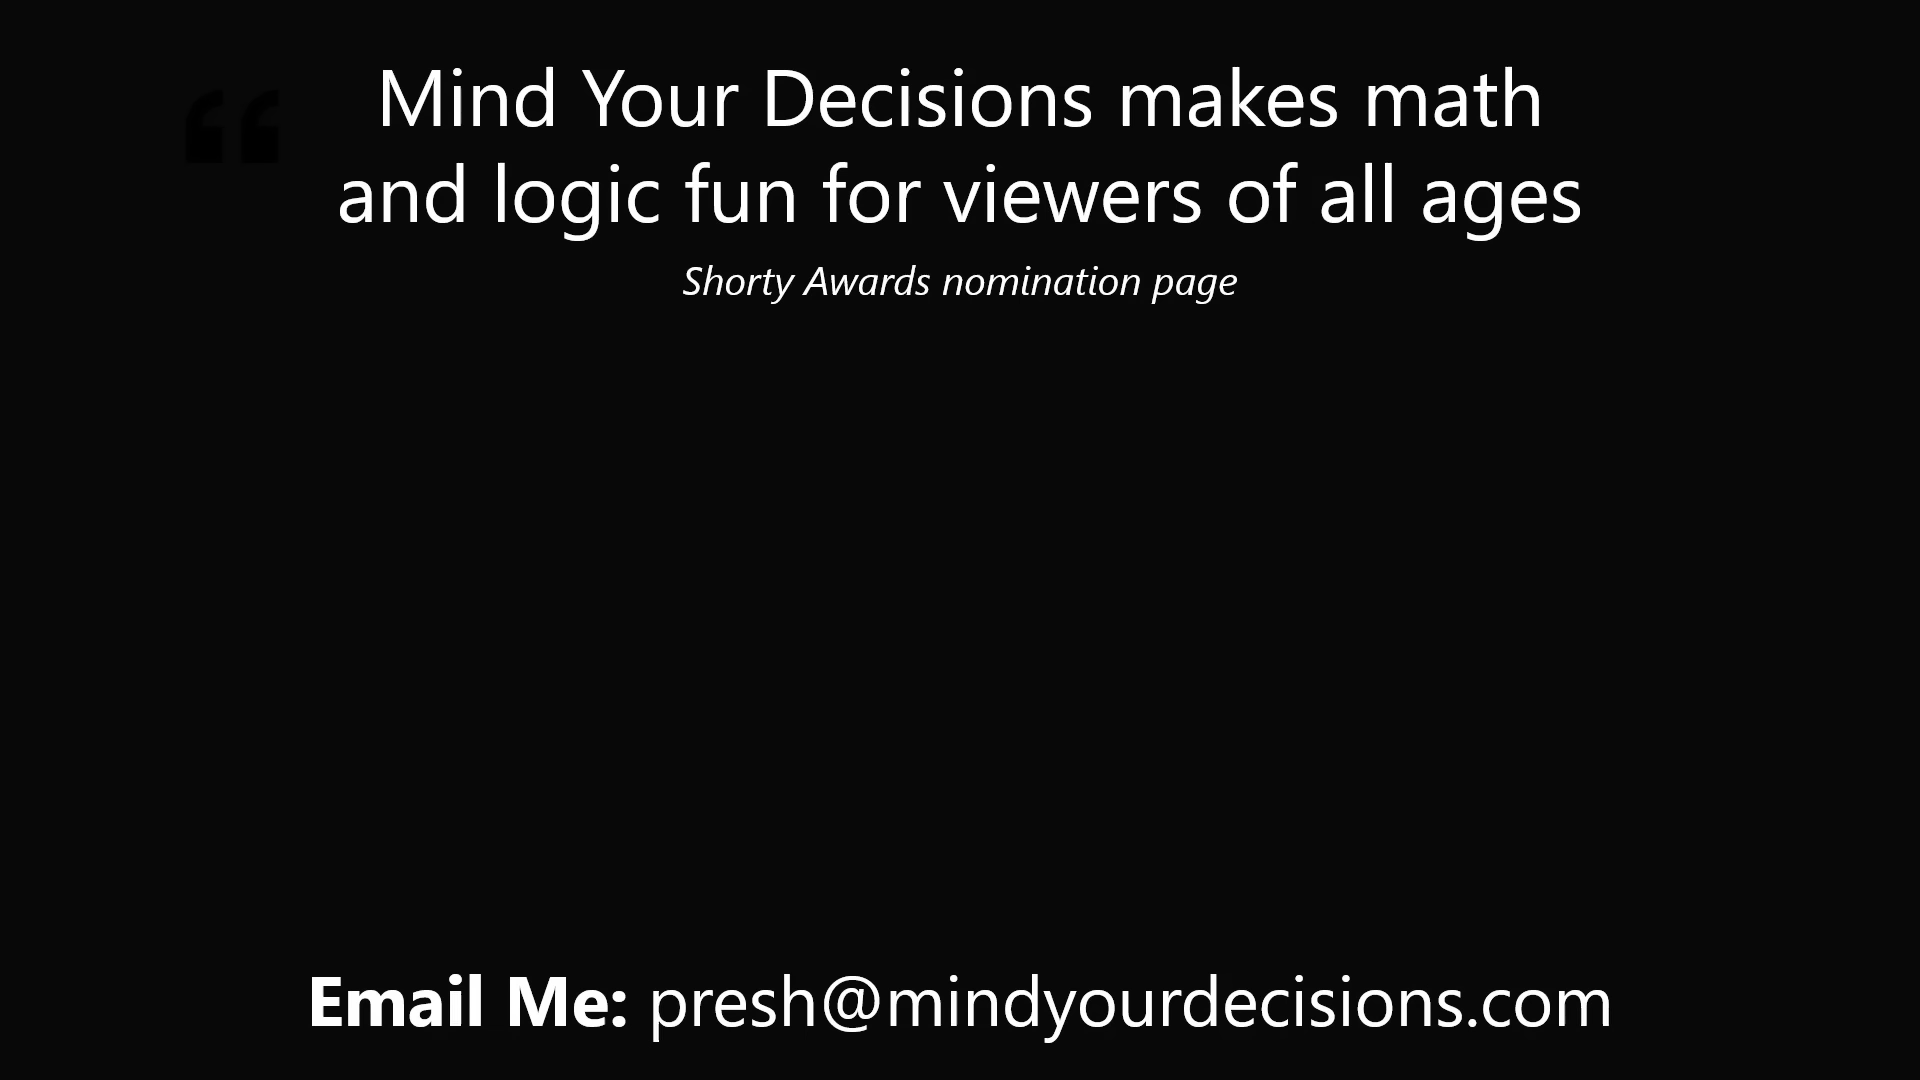 “
Mind Your Decisions makes math
and logic fun for viewers of all ages
Shorty Awards nomination page
Email Me: presh@mindyourdecisions.com